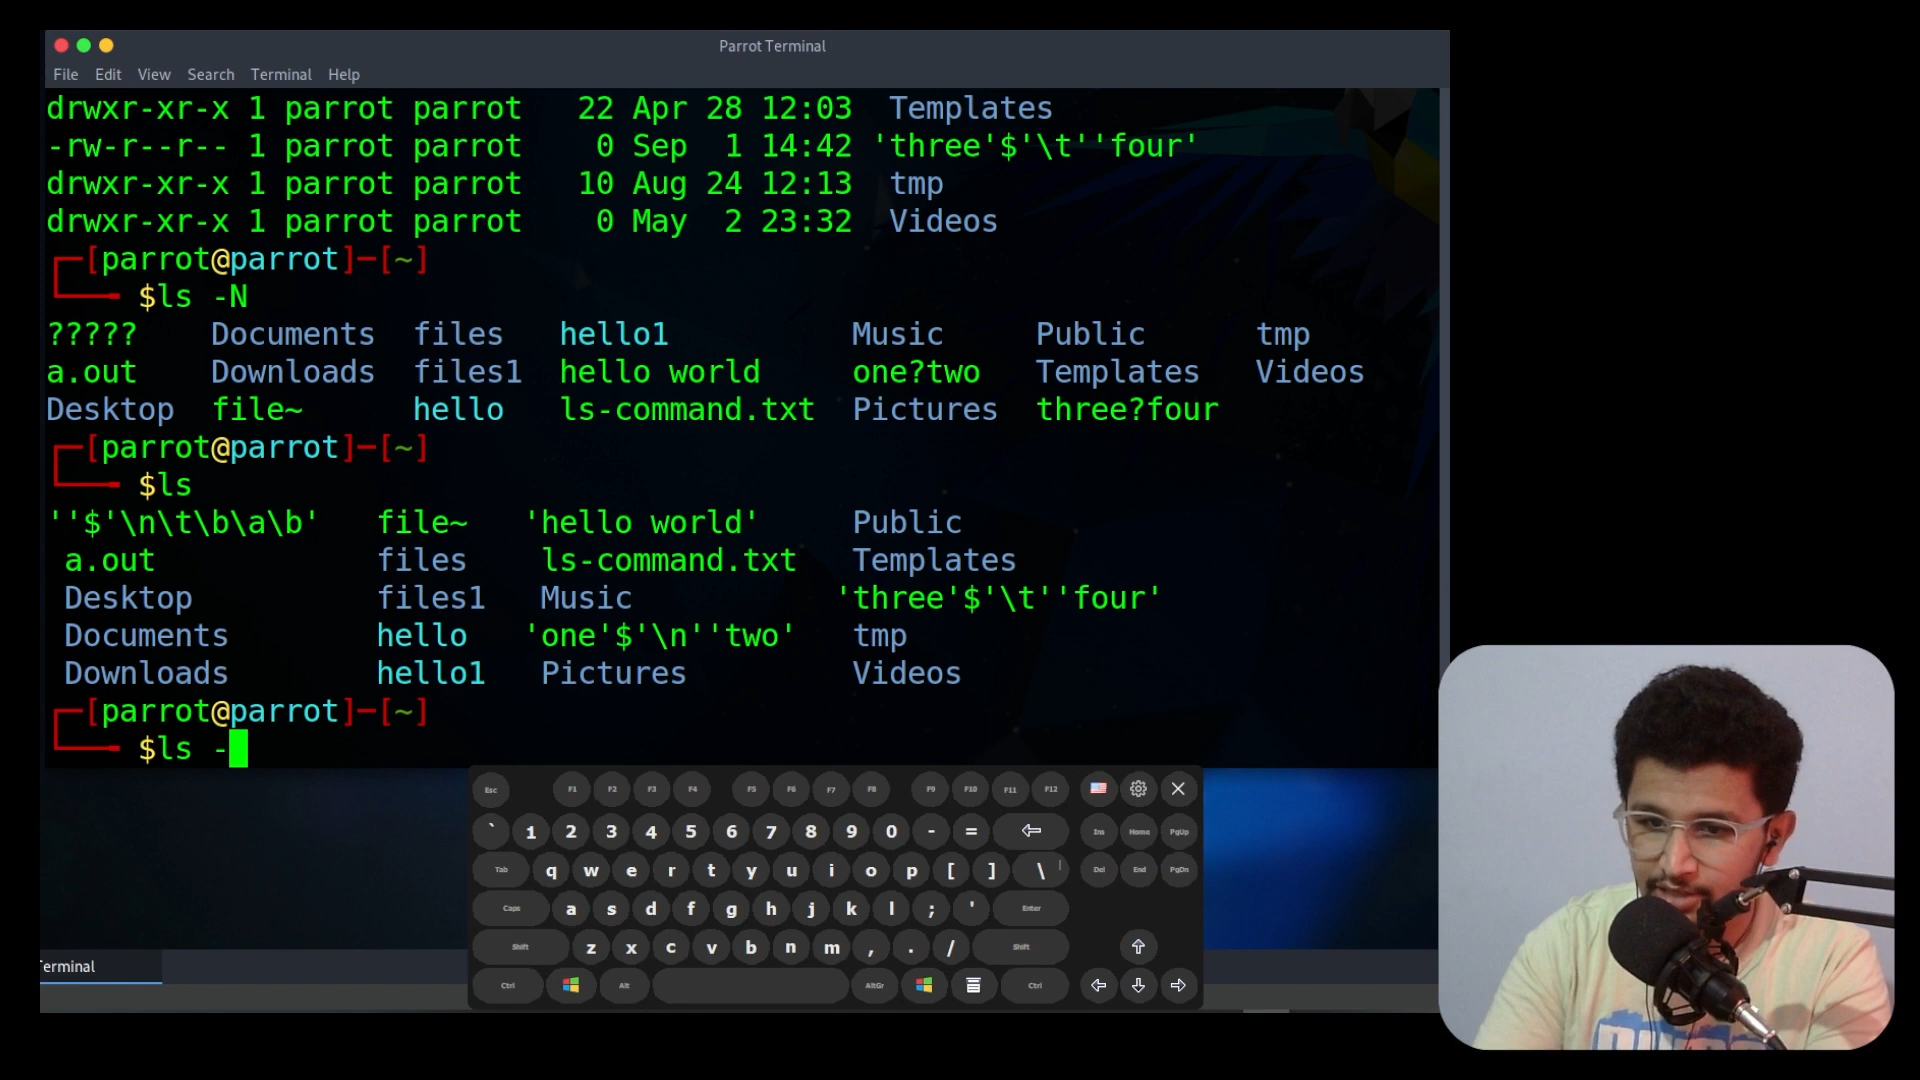 Parrot Terminal
File Edit View Search Terminal Help
drwxr-xr-x 1 parrot parrot 22 Apr 28 12:03 Templates
-rw-r--r-- 1 parrot parrot 0 Sep 1 14:42 'three'$'\t''four'
drwxr-xr-x 1 parrot parrot 10 Aug 24 12:13 tmp
drwxr-xr-x 1 parrot parrot 0 May 2 23:32 Videos
┌─[parrot@parrot]─[~]
└──╼ $ls -N
????? Documents files hello1 Music Public tmp
a.out Downloads files1 hello world one?two Templates Videos
Desktop file~ hello ls-command.txt Pictures three?four
┌─[parrot@parrot]─[~]
└──╼ $ls
''$'\n\t\b\a\b' file~ 'hello world' Public
a.out files ls-command.txt Templates
Desktop files1 Music 'three'$'\t''four'
Documents hello 'one'$'\n''two' tmp
Downloads hello1 Pictures Videos
┌─[parrot@parrot]─[~]
└──╼ $ls -
Esc F1 F2 F3 F4 F5 F6 F7 F8 F9 F10 F11 F12
` 1 2 3 4 5 6 7 8 9 0 - = Ins Home PgUp
Tab q w e r t y u i o p [ ] \ Del End PgDn
Caps a s d f g h j k l ; ' Enter
Shift z x c v b n m , . / Shift
Ctrl Alt AltGr Ctrl
erminal